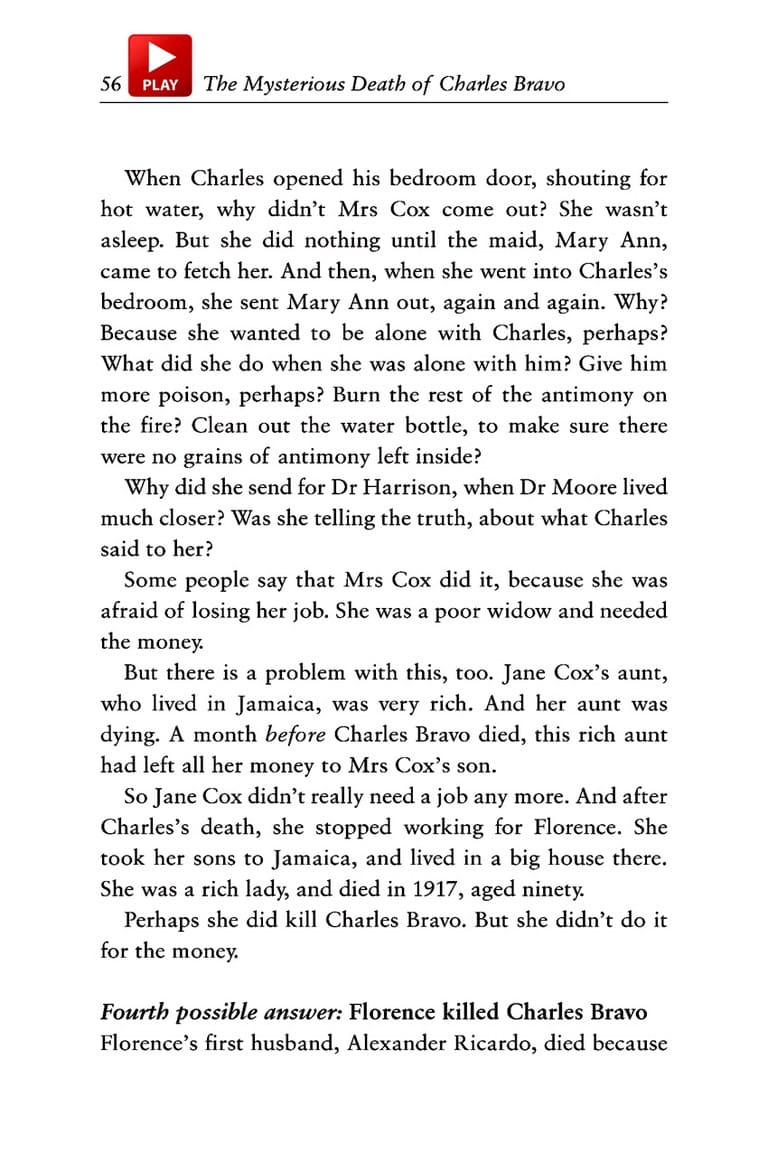 56 PLAY The Mysterious Death of Charles Bravo
When Charles opened his bedroom door, shouting for
hot water, why didn’t Mrs Cox come out? She wasn’t
asleep. But she did nothing until the maid, Mary Ann,
came to fetch her. And then, when she went into Charles’s
bedroom, she sent Mary Ann out, again and again. Why?
Because she wanted to be alone with Charles, perhaps?
What did she do when she was alone with him? Give him
more poison, perhaps? Burn the rest of the antimony on
the fire? Clean out the water bottle, to make sure there
were no grains of antimony left inside?
Why did she send for Dr Harrison, when Dr Moore lived
much closer? Was she telling the truth, about what Charles
said to her?
Some people say that Mrs Cox did it, because she was
afraid of losing her job. She was a poor widow and needed
the money.
But there is a problem with this, too. Jane Cox’s aunt,
who lived in Jamaica, was very rich. And her aunt was
dying. A month before Charles Bravo died, this rich aunt
had left all her money to Mrs Cox’s son.
So Jane Cox didn’t really need a job any more. And after
Charles’s death, she stopped working for Florence. She
took her sons to Jamaica, and lived in a big house there.
She was a rich lady, and died in 1917, aged ninety.
Perhaps she did kill Charles Bravo. But she didn’t do it
for the money.
Fourth possible answer: Florence killed Charles Bravo
Florence’s first husband, Alexander Ricardo, died because